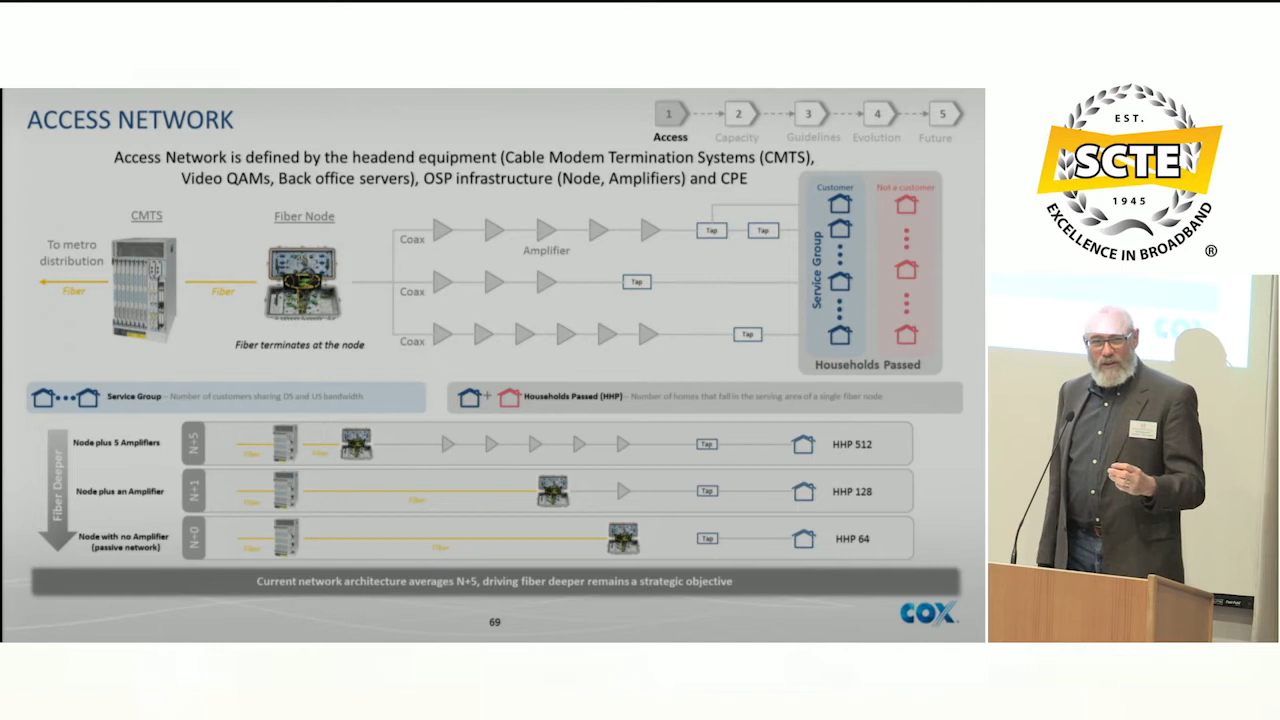 ACCESS NETWORK
1
2
3
4
5
Access
Capacity
Guidelines
Evolution
Future
Access Network is defined by the headend equipment (Cable Modem Termination Systems (CMTS),
Video QAMs, Back office servers), OSP infrastructure (Node, Amplifiers) and CPE
CMTS
Fiber Node
To metro
distribution
Fiber
Fiber
Fiber terminates at the node
Coax
Coax
Coax
Amplifier
Tap
Tap
Tap
Tap
Customer
Not a customer
Service Group
Households Passed
Service Group – Number of customers sharing DS and US bandwidth
+
Households Passed (HHP) – Number of homes that fall in the serving area of a single fiber node
Fiber Deeper
Node plus 5 Amplifiers
N+5
Fiber
Fiber
Tap
HHP 512
Node plus an Amplifier
N+1
Fiber
Fiber
Tap
HHP 128
Node with no Amplifier
(passive network)
N+0
Fiber
Fiber
Tap
HHP 64
Current network architecture averages N+5, driving fiber deeper remains a strategic objective
69
COX
EST.
SCTE
1945
EXCELLENCE IN BROADBAND
®
COX